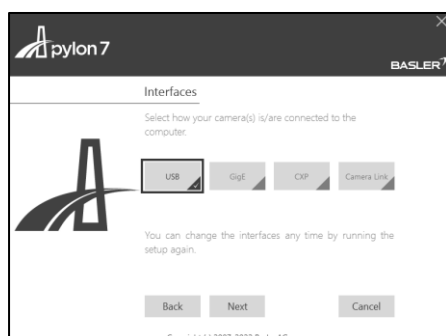 pylon 7
BASLER
Interfaces
Select how your camera(s) is/are connected to the
computer.
USB GigE CXP Camera Link
You can change the interfaces any time by running the
setup again.
Back Next Cancel